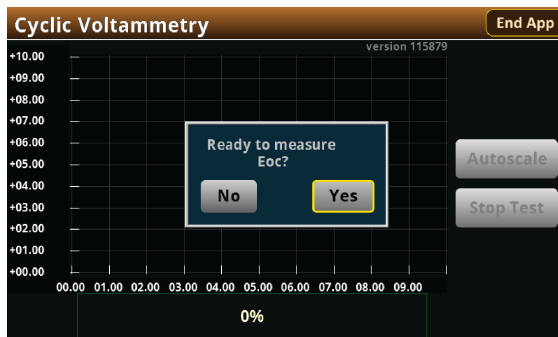 Cyclic Voltammetry
End App
version 115879
+10.00
+09.00
+08.00
+07.00
+06.00
+05.00
+04.00
+03.00
+02.00
+01.00
+00.00
Ready to measure
Eoc?
No Yes
Autoscale
Stop Test
00.00 01.00 02.00 03.00 04.00 05.00 06.00 07.00 08.00 09.00
0%